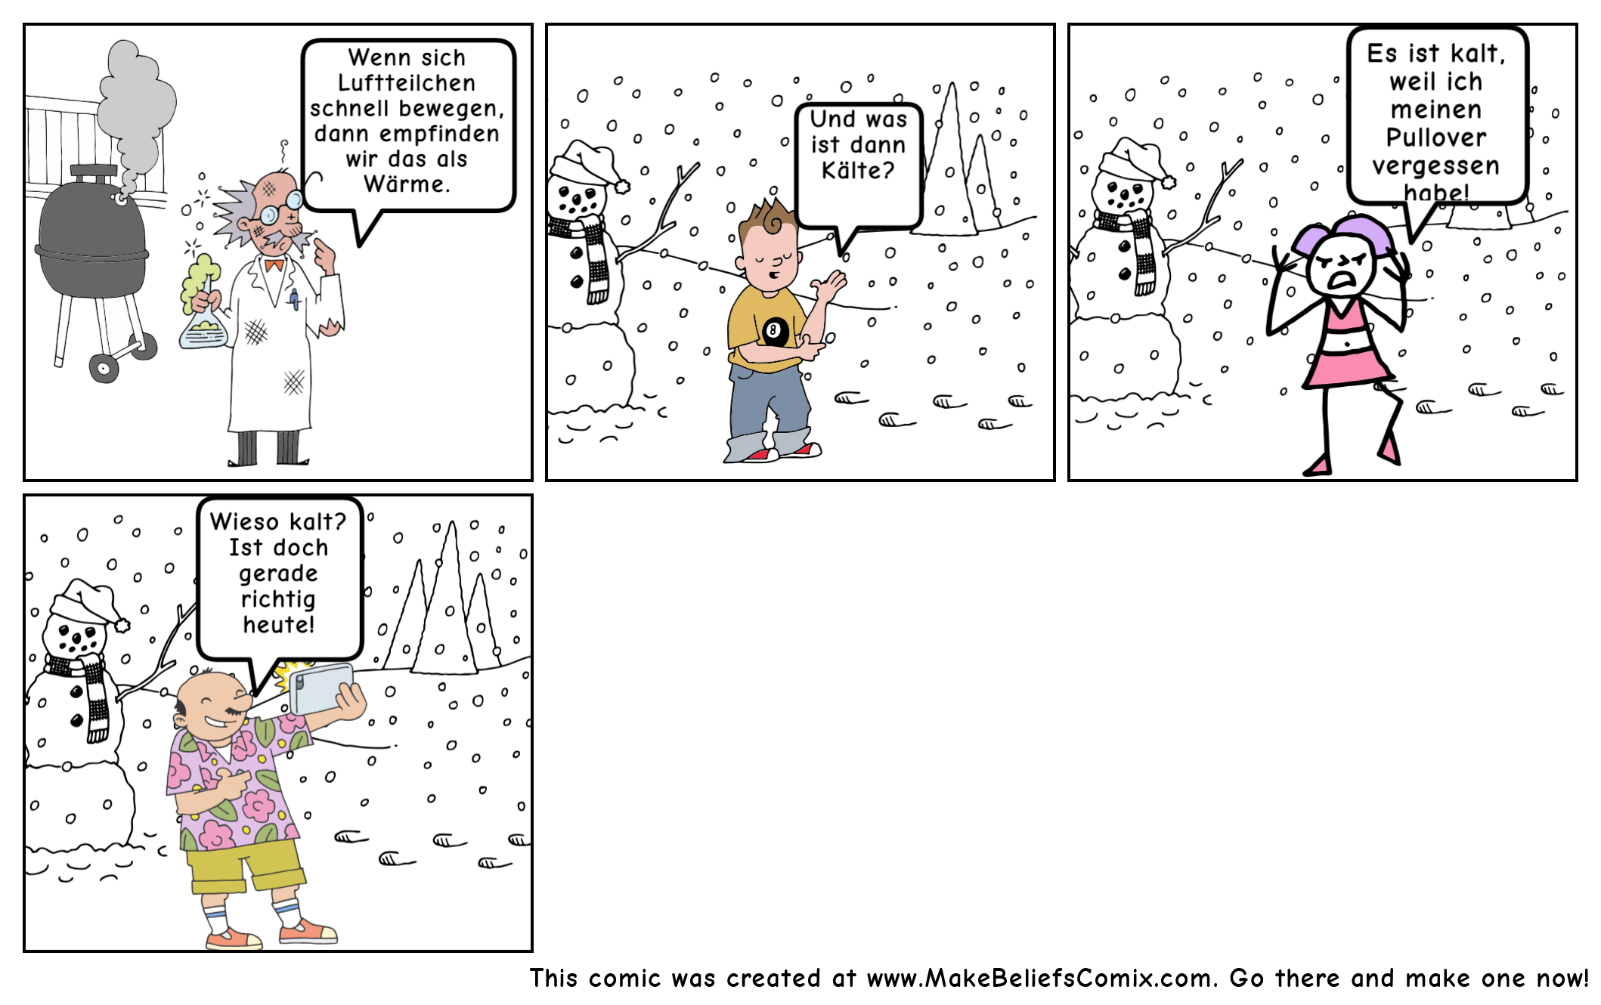 Wenn sich
Luftteilchen
schnell bewegen,
dann empfinden
wir das als
Wärme.
Und was
ist dann
Kälte?
8
Es ist kalt,
weil ich
meinen
Pullover
vergessen
habe!
Wieso kalt?
Ist doch
gerade
richtig
heute!
This comic was created at www.MakeBeliefsComix.com. Go there and make one now!